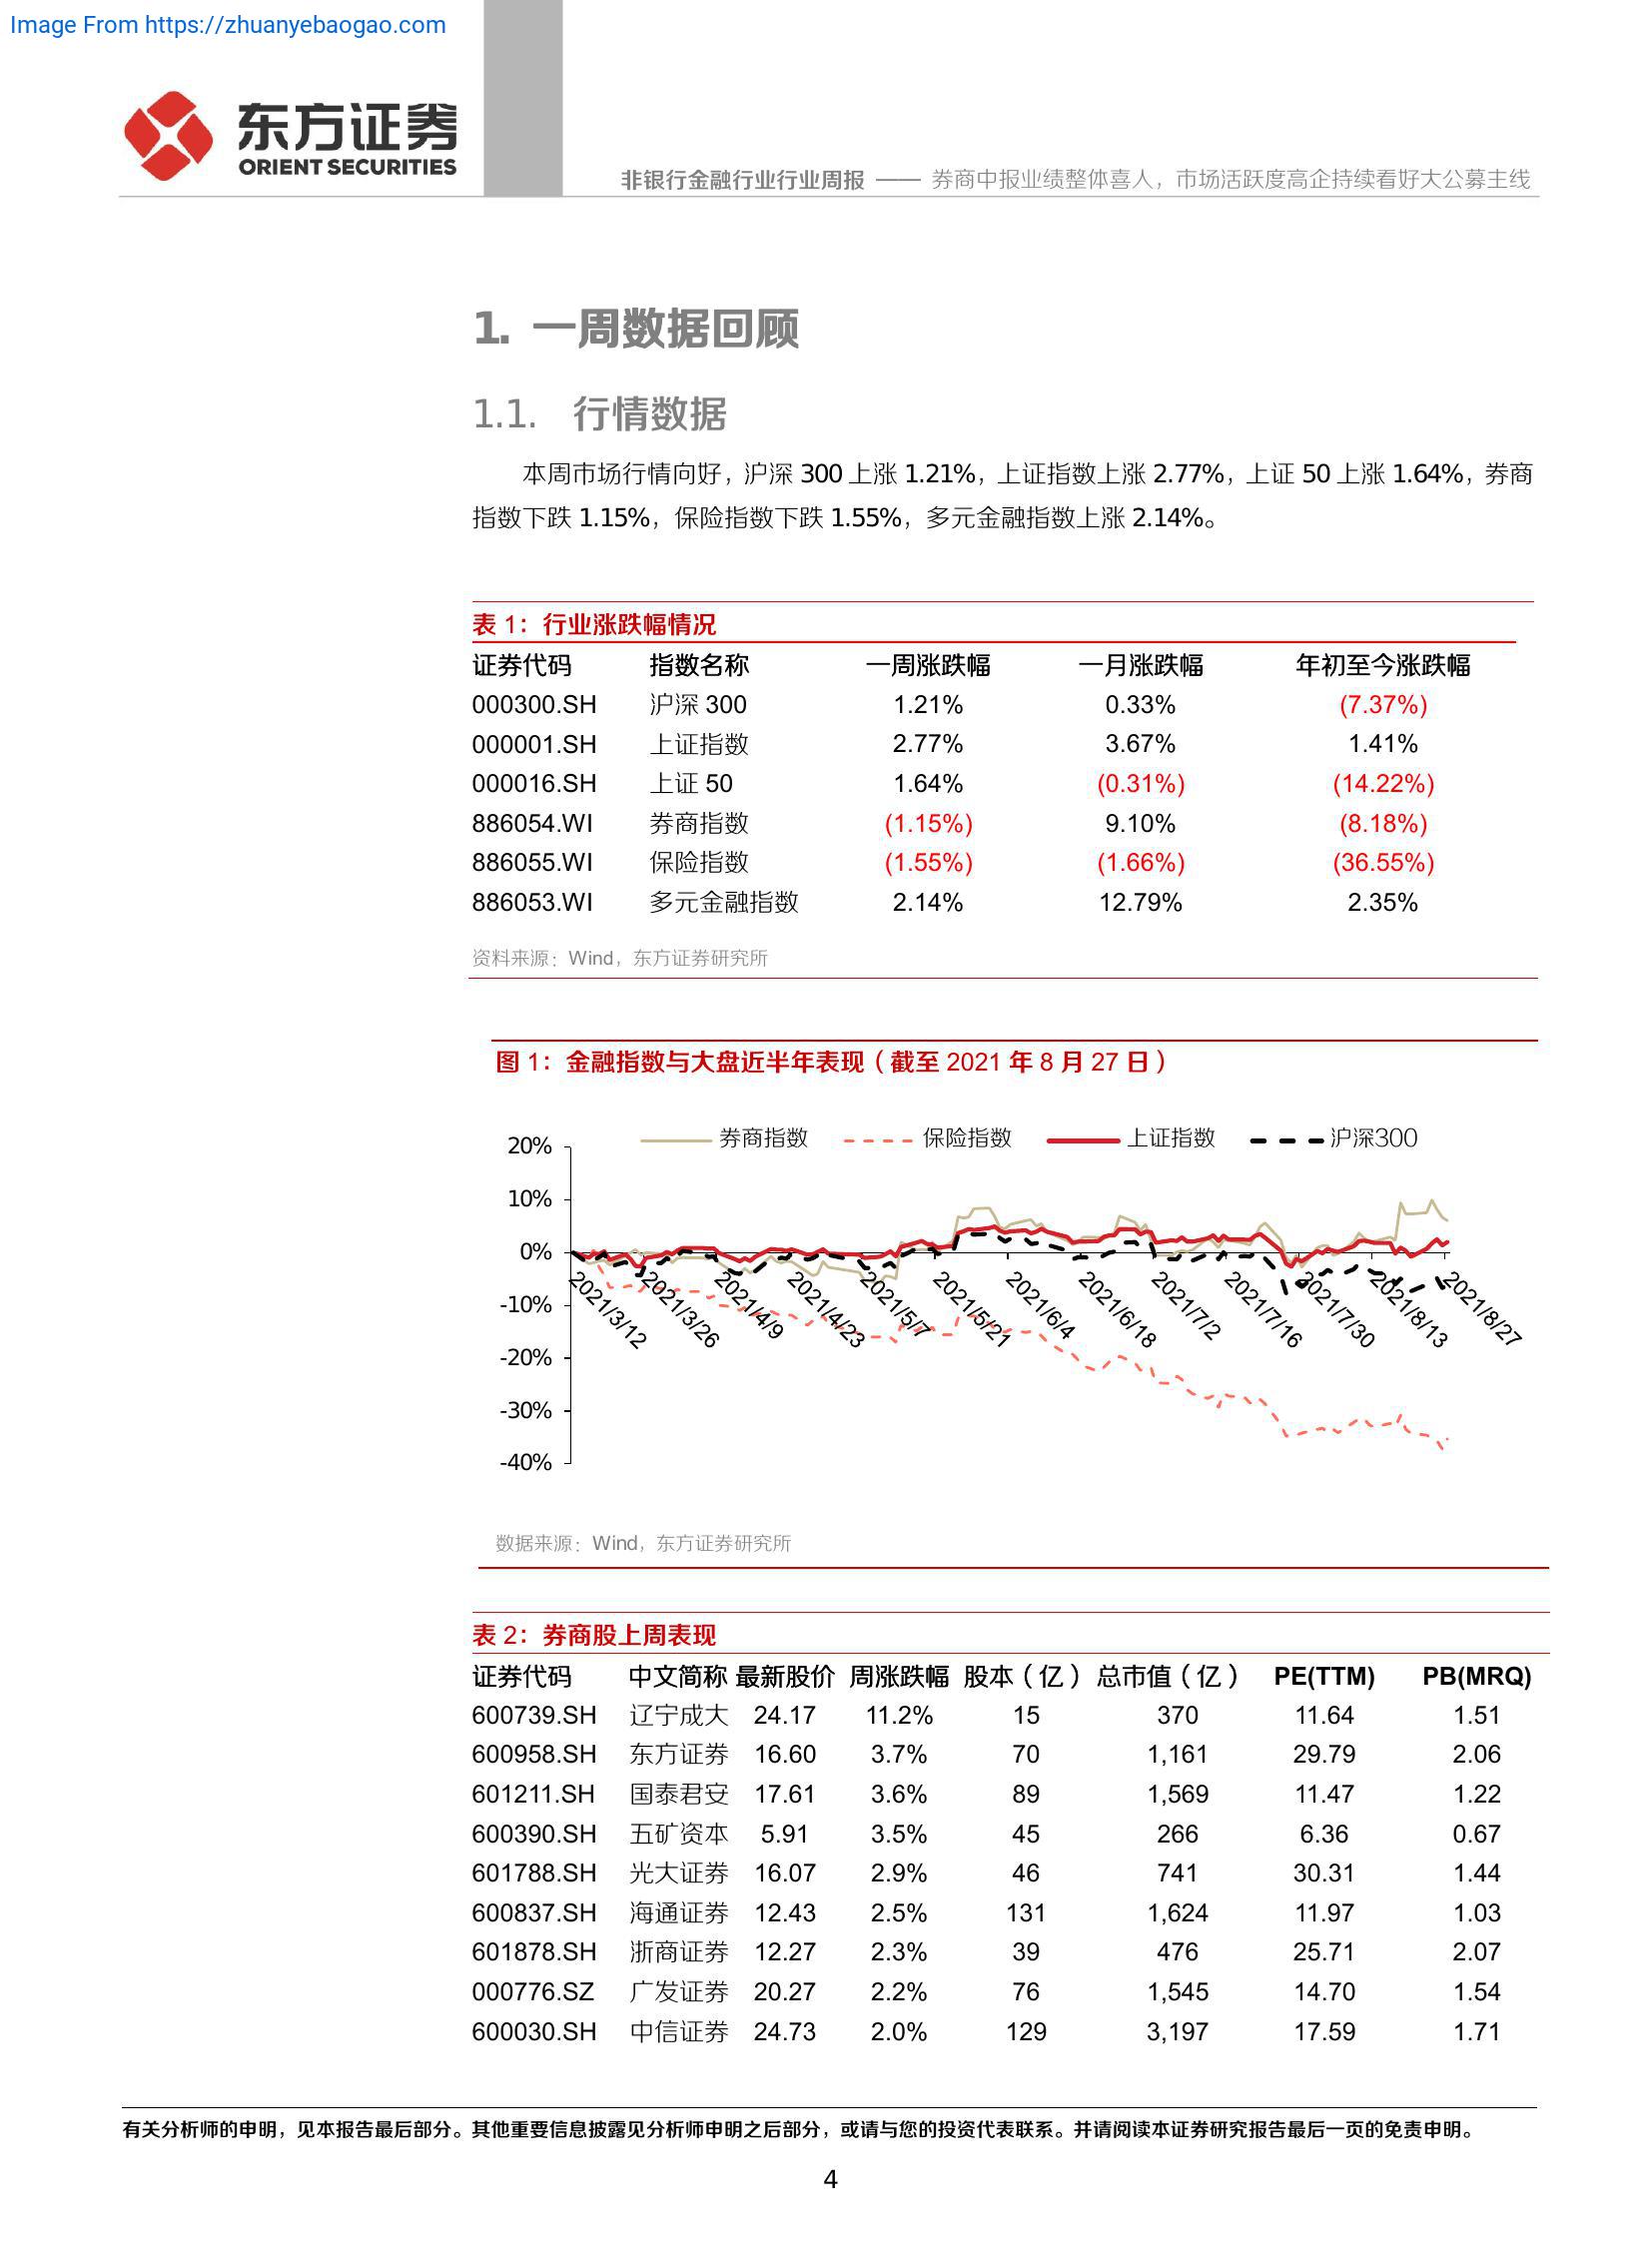 Image From https://zhuanyebaogao.com
东方证券
ORIENT SECURITIES
非银行金融行业行业周报 —— 券商中报业绩整体喜人，市场活跃度高企持续看好大公募主线
1. 一周数据回顾
1.1. 行情数据
本周市场行情向好，沪深 300 上涨 1.21%，上证指数上涨 2.77%，上证 50 上涨 1.64%，券商
指数下跌 1.15%，保险指数下跌 1.55%，多元金融指数上涨 2.14%。
表 1：行业涨跌幅情况
证券代码 指数名称 一周涨跌幅 一月涨跌幅 年初至今涨跌幅
000300.SH 沪深 300 1.21% 0.33% (7.37%)
000001.SH 上证指数 2.77% 3.67% 1.41%
000016.SH 上证 50 1.64% (0.31%) (14.22%)
886054.WI 券商指数 (1.15%) 9.10% (8.18%)
886055.WI 保险指数 (1.55%) (1.66%) (36.55%)
886053.WI 多元金融指数 2.14% 12.79% 2.35%
资料来源：Wind，东方证券研究所
图 1：金融指数与大盘近半年表现（截至 2021 年 8 月 27 日）
券商指数 保险指数 上证指数 沪深300
20%
10%
0%
-10%
-20%
-30%
-40%
2021/3/12 2021/3/26 2021/4/9 2021/4/23 2021/5/7 2021/5/21 2021/6/4 2021/6/18 2021/7/2 2021/7/16 2021/7/30 2021/8/13 2021/8/27
数据来源：Wind，东方证券研究所
表 2：券商股上周表现
证券代码 中文简称 最新股价 周涨跌幅 股本（亿） 总市值（亿） PE(TTM) PB(MRQ)
600739.SH 辽宁成大 24.17 11.2% 15 370 11.64 1.51
600958.SH 东方证券 16.60 3.7% 70 1,161 29.79 2.06
601211.SH 国泰君安 17.61 3.6% 89 1,569 11.47 1.22
600390.SH 五矿资本 5.91 3.5% 45 266 6.36 0.67
601788.SH 光大证券 16.07 2.9% 46 741 30.31 1.44
600837.SH 海通证券 12.43 2.5% 131 1,624 11.97 1.03
601878.SH 浙商证券 12.27 2.3% 39 476 25.71 2.07
000776.SZ 广发证券 20.27 2.2% 76 1,545 14.70 1.54
600030.SH 中信证券 24.73 2.0% 129 3,197 17.59 1.71
有关分析师的申明，见本报告最后部分。其他重要信息披露见分析师申明之后部分，或请与您的投资代表联系。并请阅读本证券研究报告最后一页的免责申明。
4